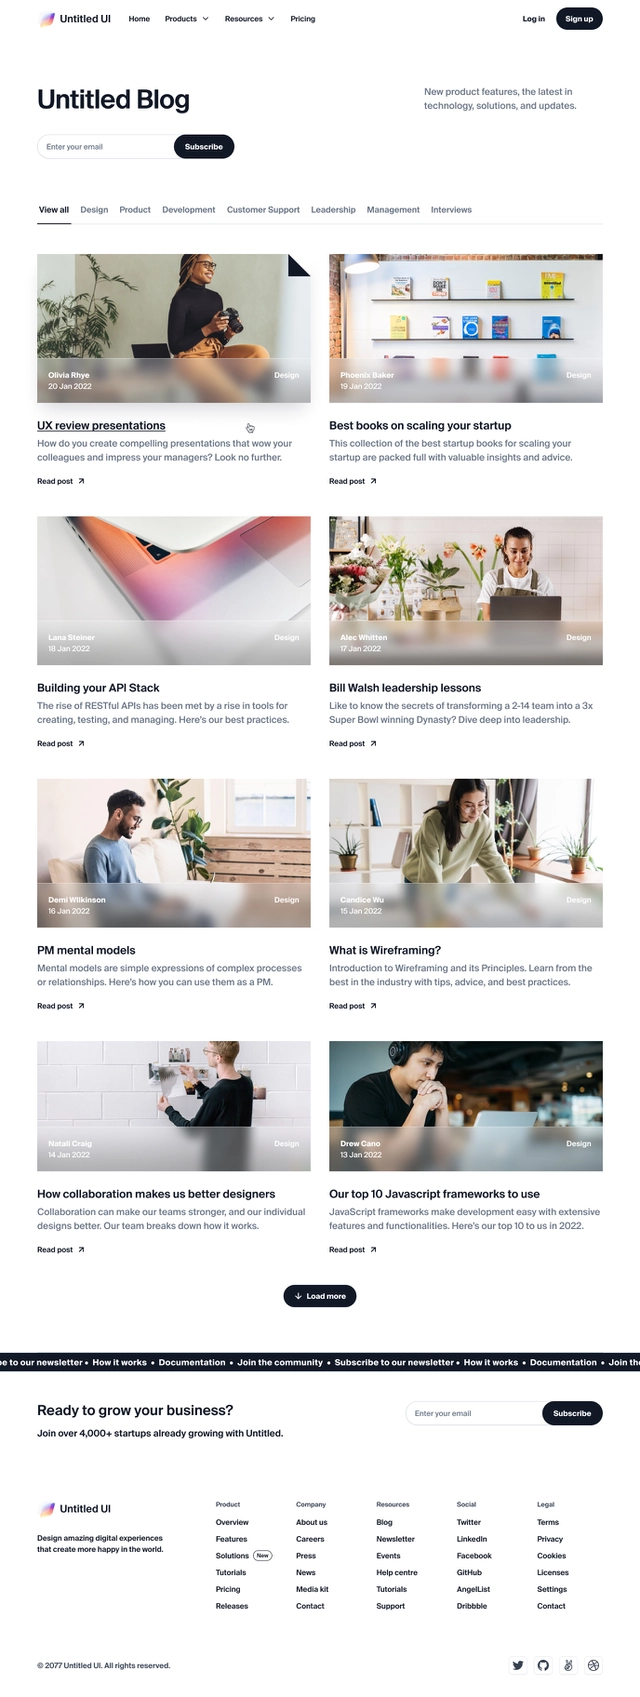 Untitled UI Home Products Resources Pricing Log in Sign up
Untitled Blog
New product features, the latest in
technology, solutions, and updates.
Enter your email Subscribe
View all Design Product Development Customer Support Leadership Management Interviews
Olivia Rhye Design
20 Jan 2022
UX review presentations
How do you create compelling presentations that wow your
colleagues and impress your managers? Look no further.
Read post
Phoenix Baker Design
19 Jan 2022
Best books on scaling your startup
This collection of the best startup books for scaling your
startup are packed full with valuable insights and advice.
Read post
Lana Steiner Design
18 Jan 2022
Building your API Stack
The rise of RESTful APIs has been met by a rise in tools for
creating, testing, and managing. Here's our best practices.
Read post
Alec Whitten Design
17 Jan 2022
Bill Walsh leadership lessons
Like to know the secrets of transforming a 2-14 team into a 3x
Super Bowl winning Dynasty? Dive deep into leadership.
Read post
Demi Wilkinson Design
16 Jan 2022
PM mental models
Mental models are simple expressions of complex processes
or relationships. Here's how you can use them as a PM.
Read post
Candice Wu Design
15 Jan 2022
What is Wireframing?
Introduction to Wireframing and its Principles. Learn from the
best in the industry with tips, advice, and best practices.
Read post
Natali Craig Design
14 Jan 2022
How collaboration makes us better designers
Collaboration can make our teams stronger, and our individual
designs better. Our team breaks down how it works.
Read post
Drew Cano Design
13 Jan 2022
Our top 10 Javascript frameworks to use
JavaScript frameworks make development easy with extensive
features and functionalities. Here's our top 10 to us in 2022.
Read post
Load more
be to our newsletter • How it works • Documentation • Join the community • Subscribe to our newsletter • How it works • Documentation • Join th
Ready to grow your business?
Join over 4,000+ startups already growing with Untitled.
Enter your email Subscribe
Untitled UI
Design amazing digital experiences
that create more happy in the world.
Product
Overview
Features
Solutions New
Tutorials
Pricing
Releases
Company
About us
Careers
Press
News
Media kit
Contact
Resources
Blog
Newsletter
Events
Help centre
Tutorials
Support
Social
Twitter
LinkedIn
Facebook
GitHub
AngelList
Dribbble
Legal
Terms
Privacy
Cookies
Licenses
Settings
Contact
© 2077 Untitled UI. All rights reserved.